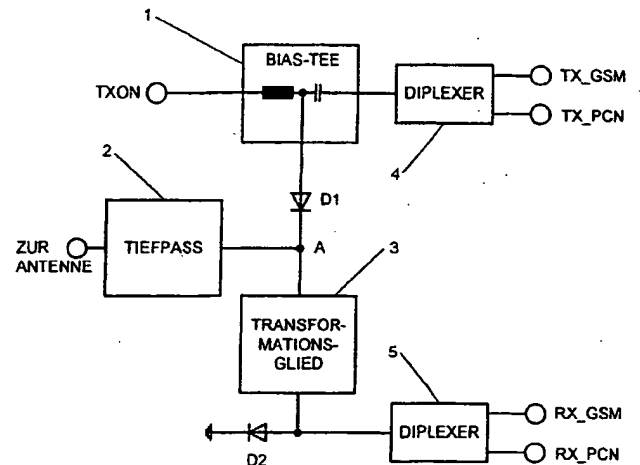 1
BIAS-TEE
TXON
DIPLEXER
TX_GSM
TX_PCN
4
2
D1
ZUR
ANTENNE
TIEFPASS
A
3
TRANSFOR-
MATIONS-
GLIED
5
D2
DIPLEXER
RX_GSM
RX_PCN